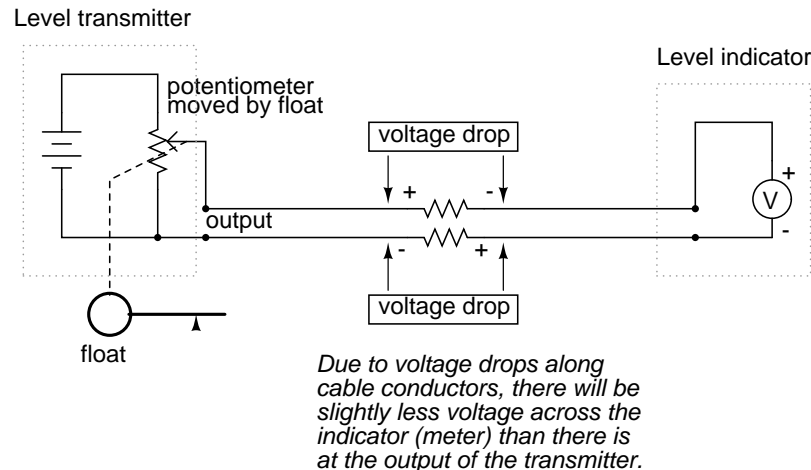 Level transmitter
Level indicator
potentiometer
moved by float
voltage drop
+
-
+
V
-
output
-
+
voltage drop
float
Due to voltage drops along
cable conductors, there will be
slightly less voltage across the
indicator (meter) than there is
at the output of the transmitter.